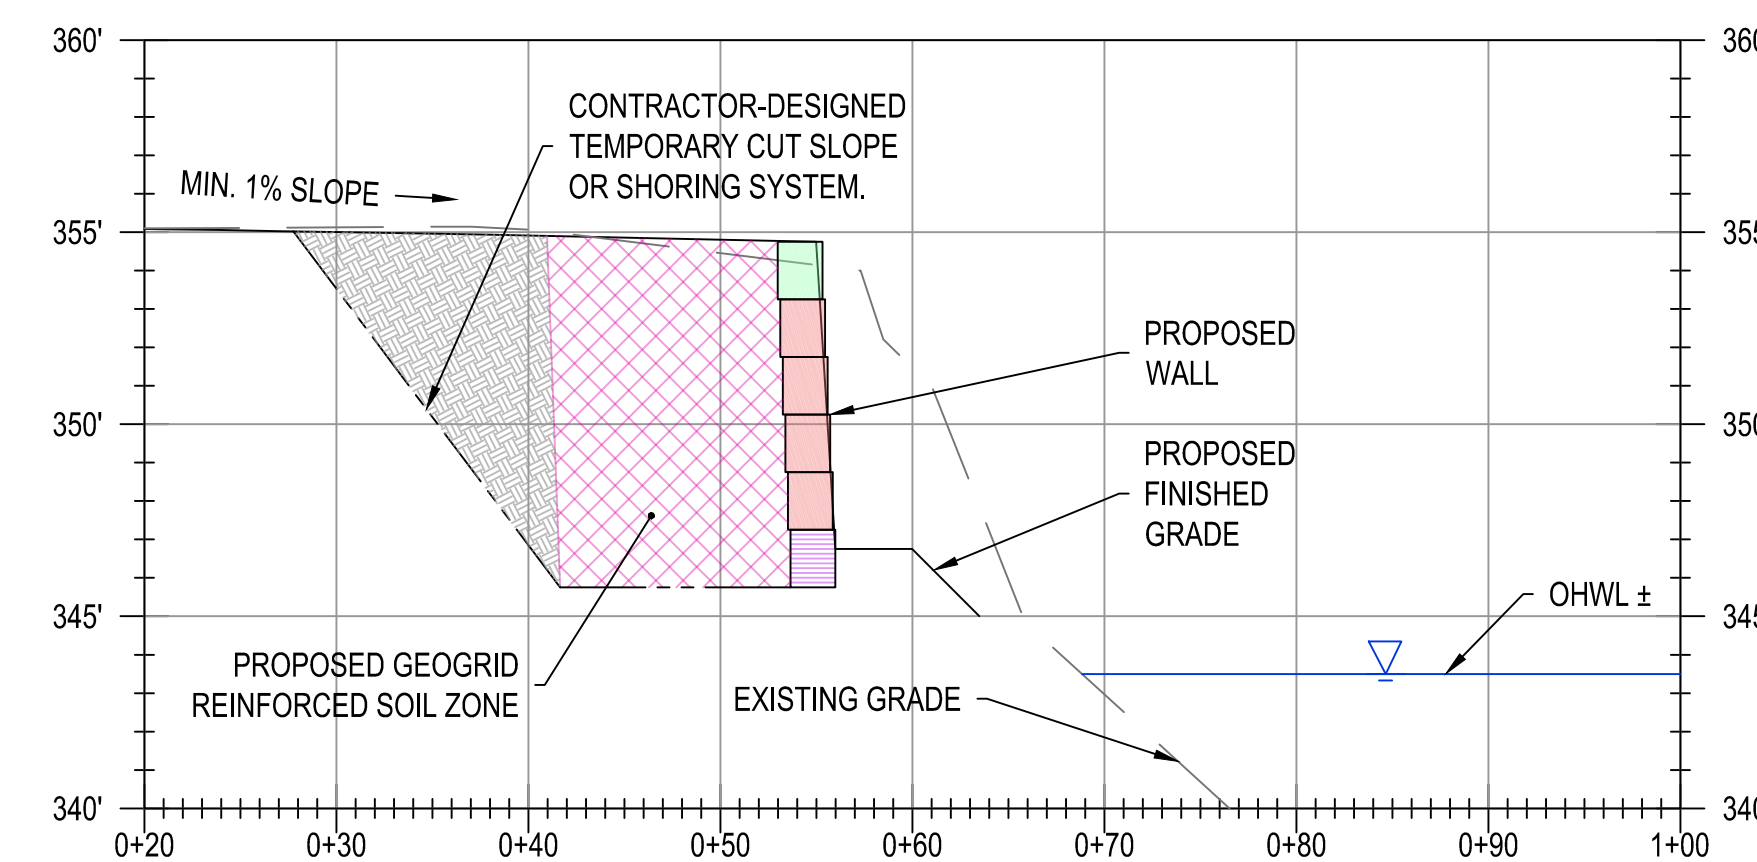 360'
360
CONTRACTOR-DESIGNED
TEMPORARY CUT SLOPE
OR SHORING SYSTEM.
MIN. 1% SLOPE
355'
355
PROPOSED
WALL
350'
350
PROPOSED
FINISHED
GRADE
OHWL ±
345'
345
PROPOSED GEOGRID
REINFORCED SOIL ZONE
EXISTING GRADE
340'
340
0+20 0+30 0+40 0+50 0+60 0+70 0+80 0+90 1+00